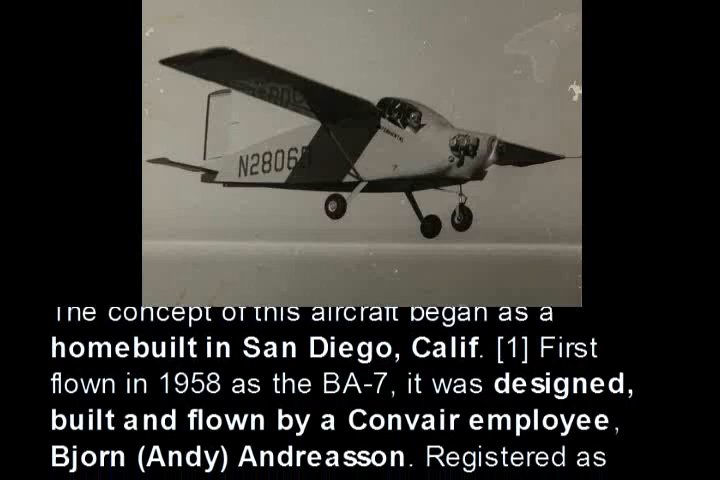 N2806
The concept of this aircraft began as a
homebuilt in San Diego, Calif. [1] First
flown in 1958 as the BA-7, it was designed,
built and flown by a Convair employee,
Bjorn (Andy) Andreasson. Registered as